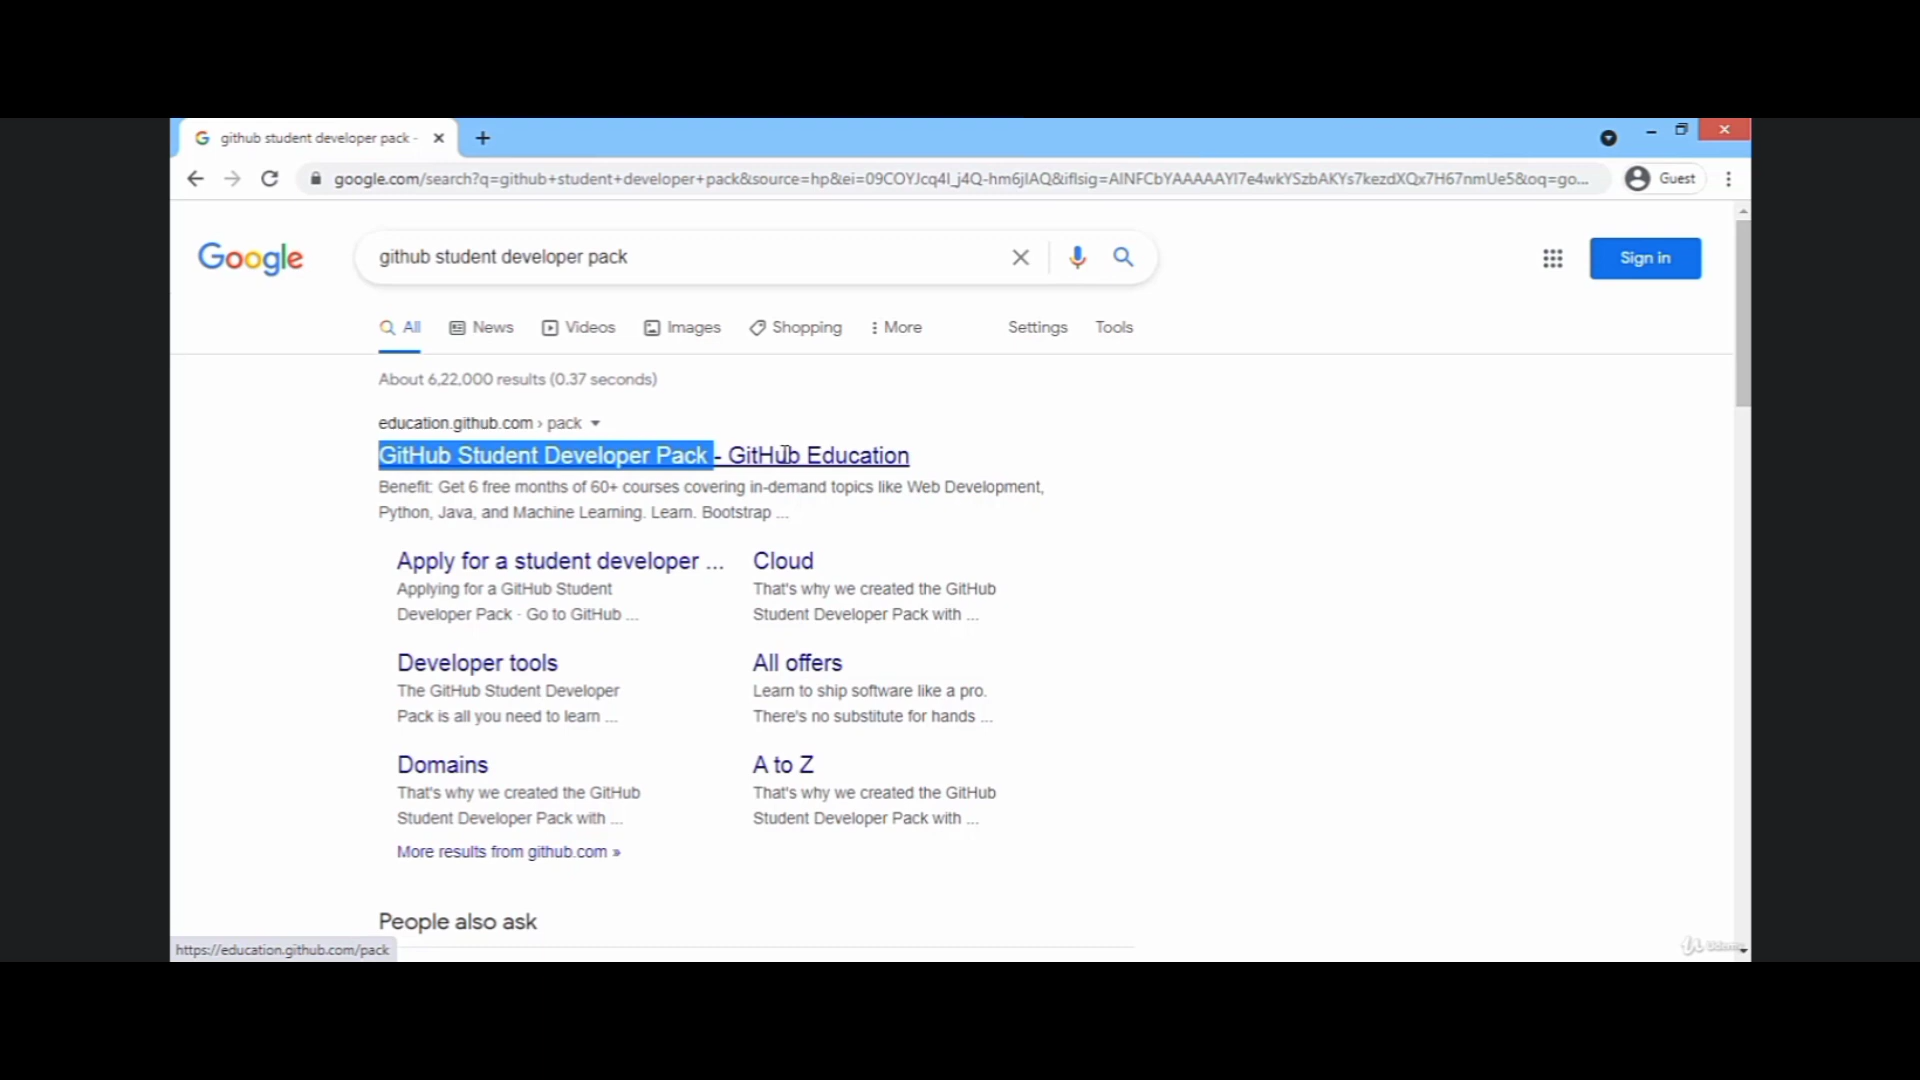 github student developer pack -
google.com/search?q=github+student+developer+pack&source=hp&ei=09COYJcq4I_j4Q-hm6jIAQ&iflsig=AINFCbYAAAAAYI7e4wkYSzbAKYs7kezdXQx7H67nmUe5&oq=go...
Guest
Google
github student developer pack
Sign in
All News Videos Images Shopping More Settings Tools
About 6,22,000 results (0.37 seconds)
education.github.com › pack
GitHub Student Developer Pack - GitHub Education
Benefit: Get 6 free months of 60+ courses covering in-demand topics like Web Development,
Python, Java, and Machine Learning. Learn. Bootstrap ...
Apply for a student developer ...
Applying for a GitHub Student
Developer Pack · Go to GitHub ...
Cloud
That's why we created the GitHub
Student Developer Pack with ...
Developer tools
The GitHub Student Developer
Pack is all you need to learn ...
All offers
Learn to ship software like a pro.
There's no substitute for hands ...
Domains
That's why we created the GitHub
Student Developer Pack with ...
A to Z
That's why we created the GitHub
Student Developer Pack with ...
More results from github.com »
People also ask
https://education.github.com/pack
Udemy